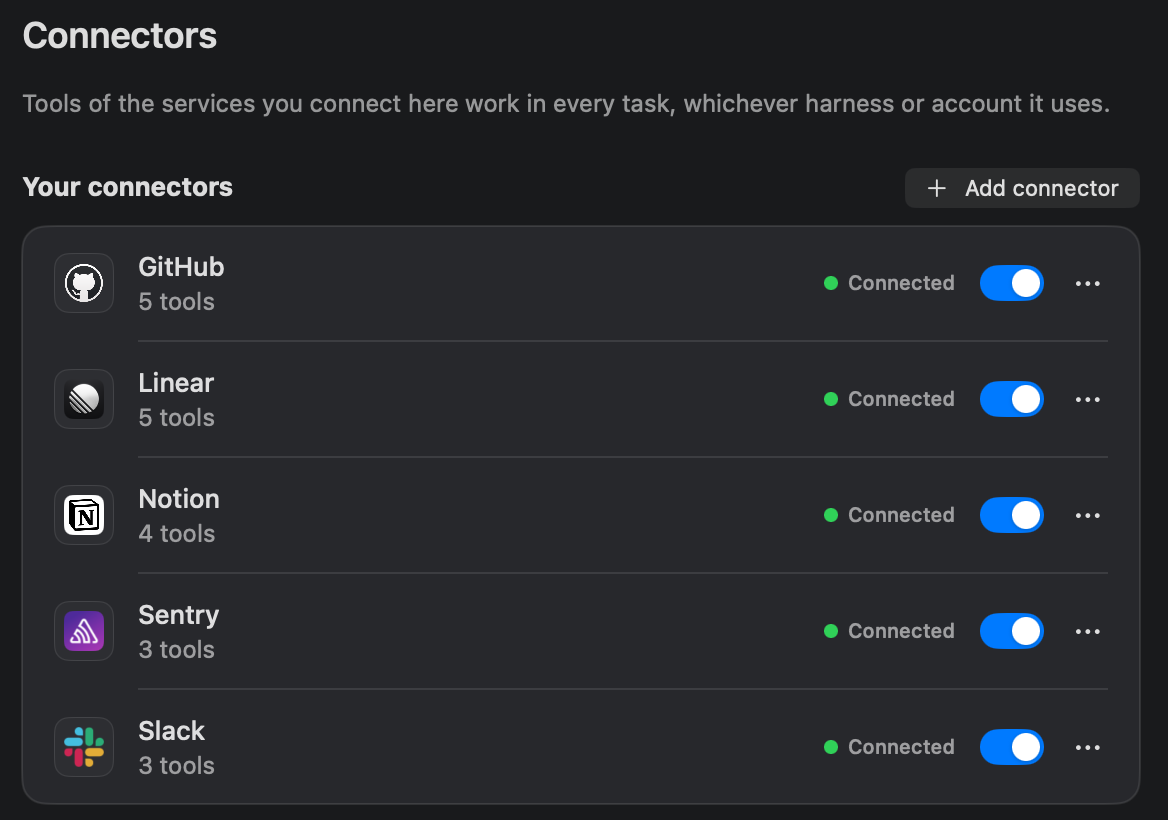 Connectors
Tools of the services you connect here work in every task, whichever harness or account it uses.
Your connectors
+ Add connector
GitHub
5 tools
Connected
Linear
5 tools
Connected
Notion
4 tools
Connected
Sentry
3 tools
Connected
Slack
3 tools
Connected